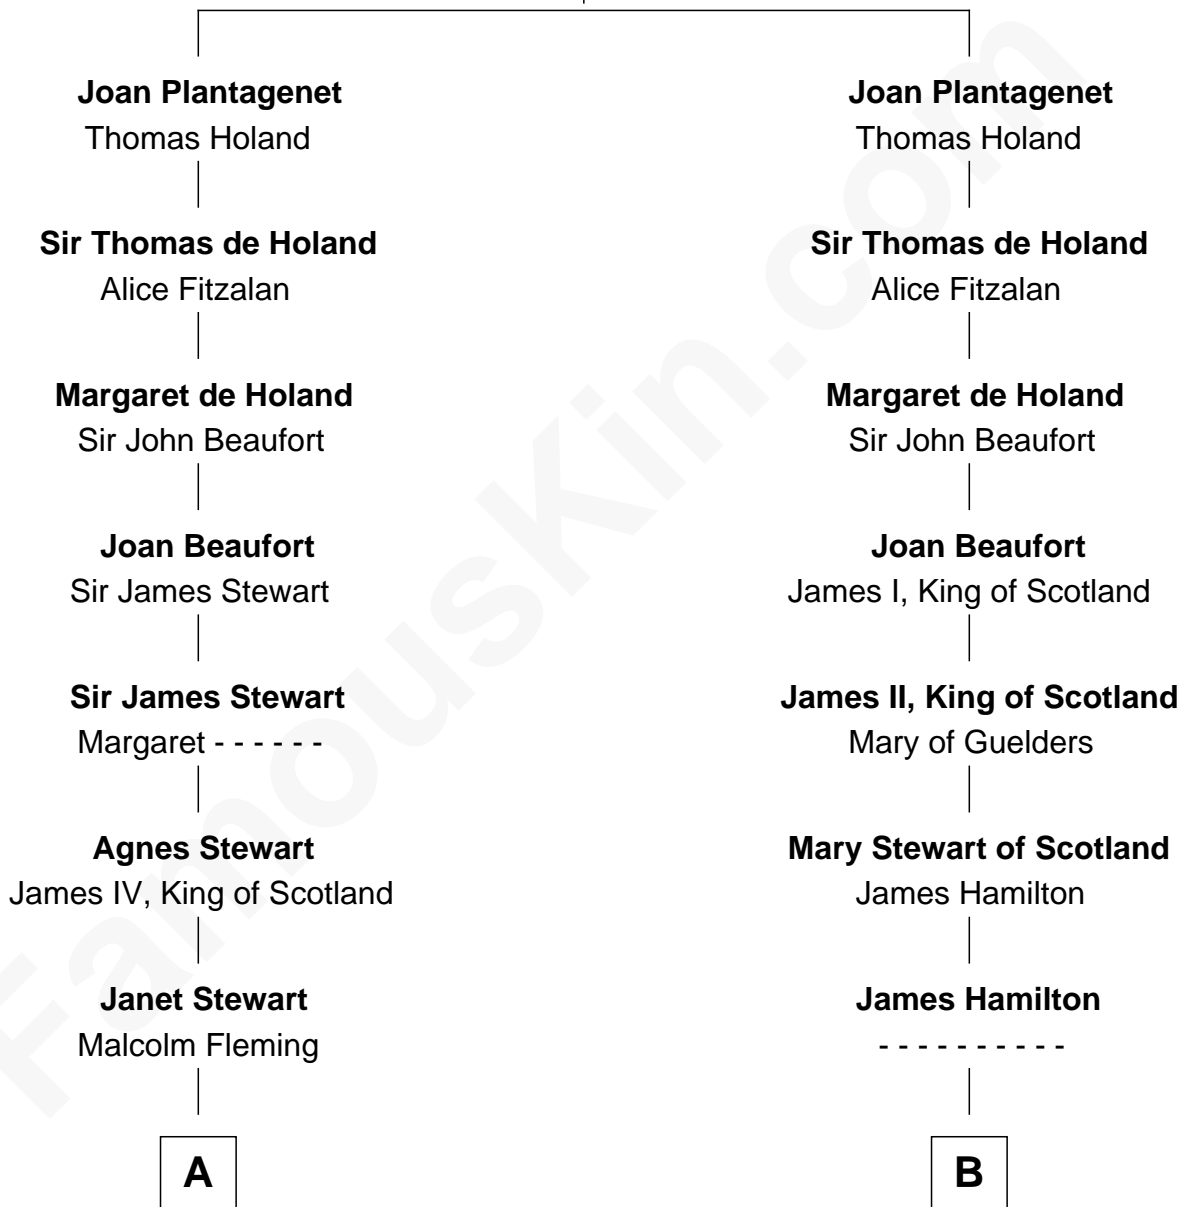 Joan Plantagenet
Thomas Holand
Sir Thomas de Holand
Alice Fitzalan
Margaret de Holand
Sir John Beaufort
Joan Beaufort
Sir James Stewart
Sir James Stewart
Margaret - - - - - -
Agnes Stewart
James IV, King of Scotland
Janet Stewart
Malcolm Fleming
A
Joan Plantagenet
Thomas Holand
Sir Thomas de Holand
Alice Fitzalan
Margaret de Holand
Sir John Beaufort
Joan Beaufort
James I, King of Scotland
James II, King of Scotland
Mary of Guelders
Mary Stewart of Scotland
James Hamilton
James Hamilton
- - - - - - - - - -
B
FamousKin.com